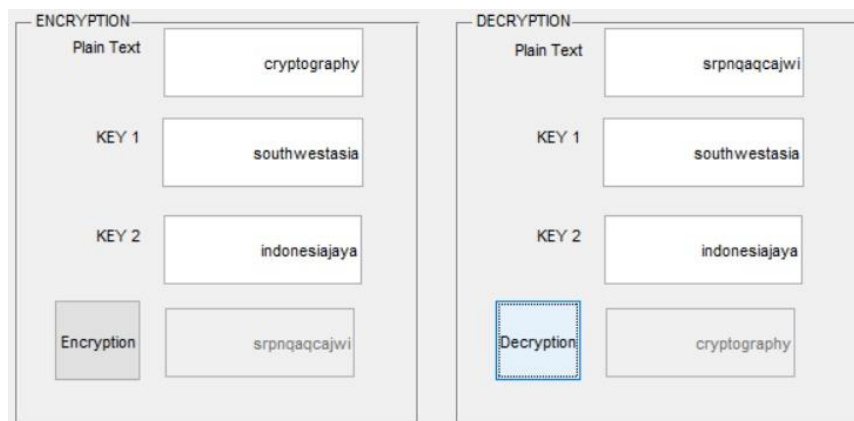 ENCRYPTION
Plain Text
cryptography
KEY 1
southwestasia
KEY 2
indonesiajaya
Encryption
srpnqaqcajwi
DECRYPTION
Plain Text
srpnqaqcajwi
KEY 1
southwestasia
KEY 2
indonesiajaya
Decryption
cryptography